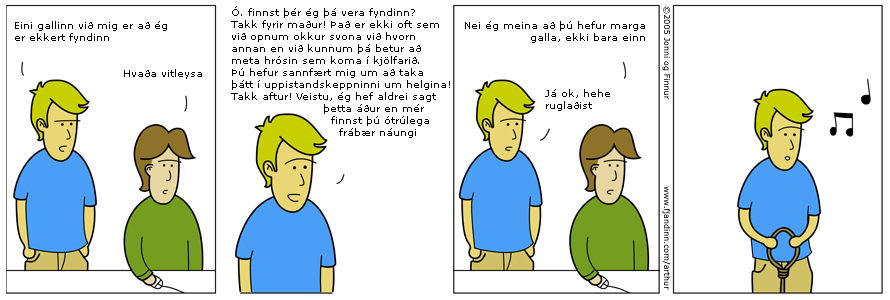 Eini gallinn við mig er að ég
er ekkert fyndinn
Hvaða vitleysa
Ó. finnst þér ég þá vera fyndinn?
Takk fyrir maður! Það er ekki oft sem
við opnum okkur svona við hvorn
annan en við kunnum þá betur að
meta hrósin sem koma í kjölfarið.
Þú hefur sannfært mig um að taka
þátt í uppistandskeppninni um helgina!
Takk aftur! Veistu, ég hef aldrei sagt
þetta áður en mér
finnst þú ótrúlega
frábær náungi
Nei ég meina að þú hefur marga
galla, ekki bara einn
Já ok, hehe
ruglaðist
©2005 Jonni og Finnur
www.fjandinn.com/arthur